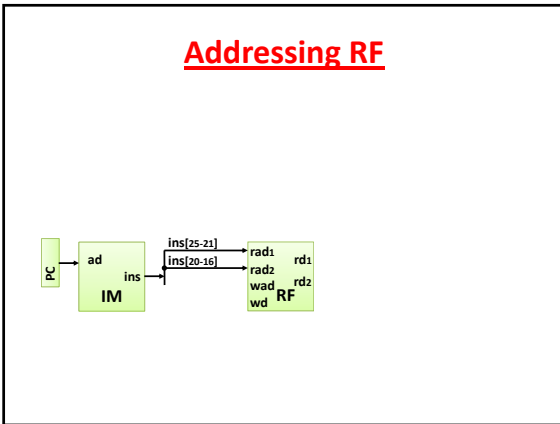 Addressing RF
ins[25-21]
ins[20-16]
PC
ad
ins
IM
rad1
rad2
wad
wd
rd1
rd2
RF